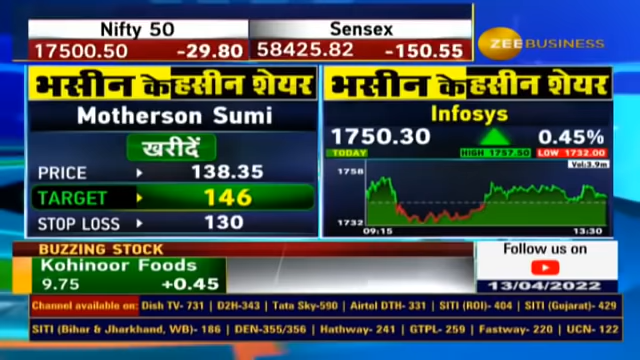 Nifty 50
17500.50 -29.80
Sensex
58425.82 -150.55
ZEE BUSINESS
भसीन के हसीन शेयर
Motherson Sumi
खरीदें
PRICE 138.35
TARGET 146
STOP LOSS 130
भसीन के हसीन शेयर
Infosys
1750.30 0.45%
TODAY HIGH 1757.50 LOW 1732.00
Vol:3.9m
1758
1732
09:15 13:30
BUZZING STOCK
Kohinoor Foods
9.75 +0.45
Follow us on
13/04/2022
Channel available on: Dish TV- 731 | D2H-343 | Tata Sky-590 | Airtel DTH- 331 | SITI (ROI)- 404 | SITI (Gujarat)- 429
SITI (Bihar & Jharkhand, WB)- 186 | DEN-355/356 | Hathway- 241 | GTPL- 259 | Fastway- 220 | UCN- 122